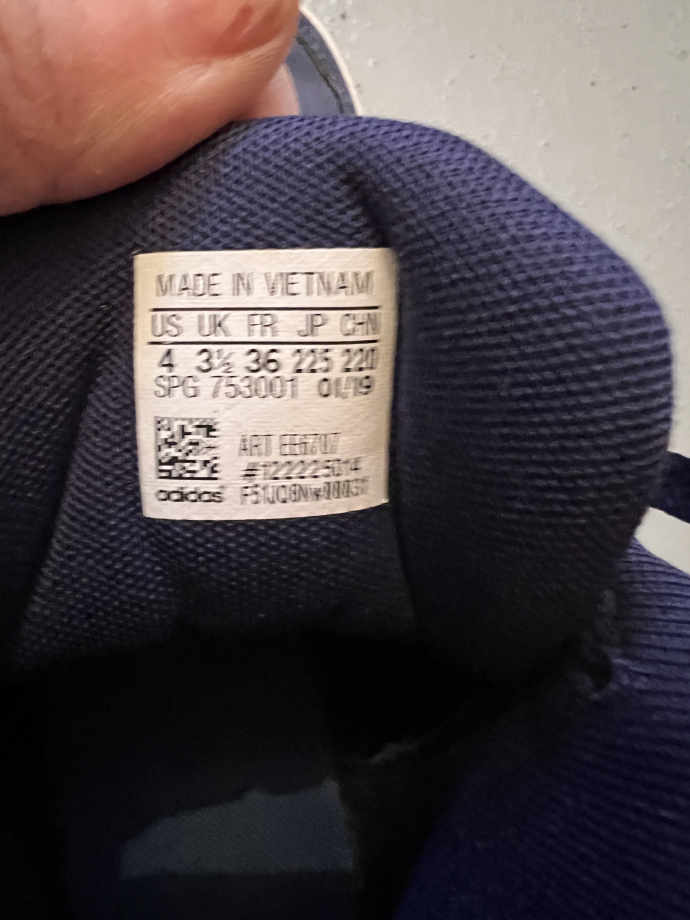 MADE IN VIETNAM
US UK FR JP CHN
4 3½ 36 225 220
SPG 753001 01/19
ART
#122225014
adidas